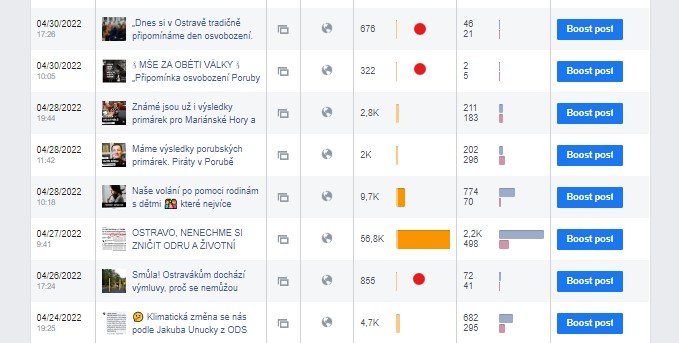 04/30/2022
17:26
„Dnes si v Ostravě tradičně
připomínáme den osvobození.
676
46
21
Boost post
04/30/2022
10:05
MŠE ZA OBĚTI VÁLKY
„Připomínka osvobození Poruby
322
2
5
Boost post
04/28/2022
19:44
Známé jsou už i výsledky
primárek pro Mariánské Hory a
2,8K
211
183
Boost post
04/28/2022
11:42
Máme výsledky porubských
primárek. Piráty v Porubě
2K
202
296
Boost post
04/28/2022
10:18
Naše volání po pomoci rodinám
s dětmi 👪 které nejvíce
9,7K
774
70
Boost post
04/27/2022
9:41
OSTRAVO, NENECHME SI
ZNIČIT ODRU A ŽIVOTNÍ
56,8K
2,2K
498
Boost post
04/26/2022
17:24
Smůla! Ostravákům dochází
výmluvy, proč se nemůžou
855
72
41
Boost post
04/24/2022
19:25
🤔 Klimatická změna se nás
podle Jakuba Unucky z ODS
4,7K
682
295
Boost post